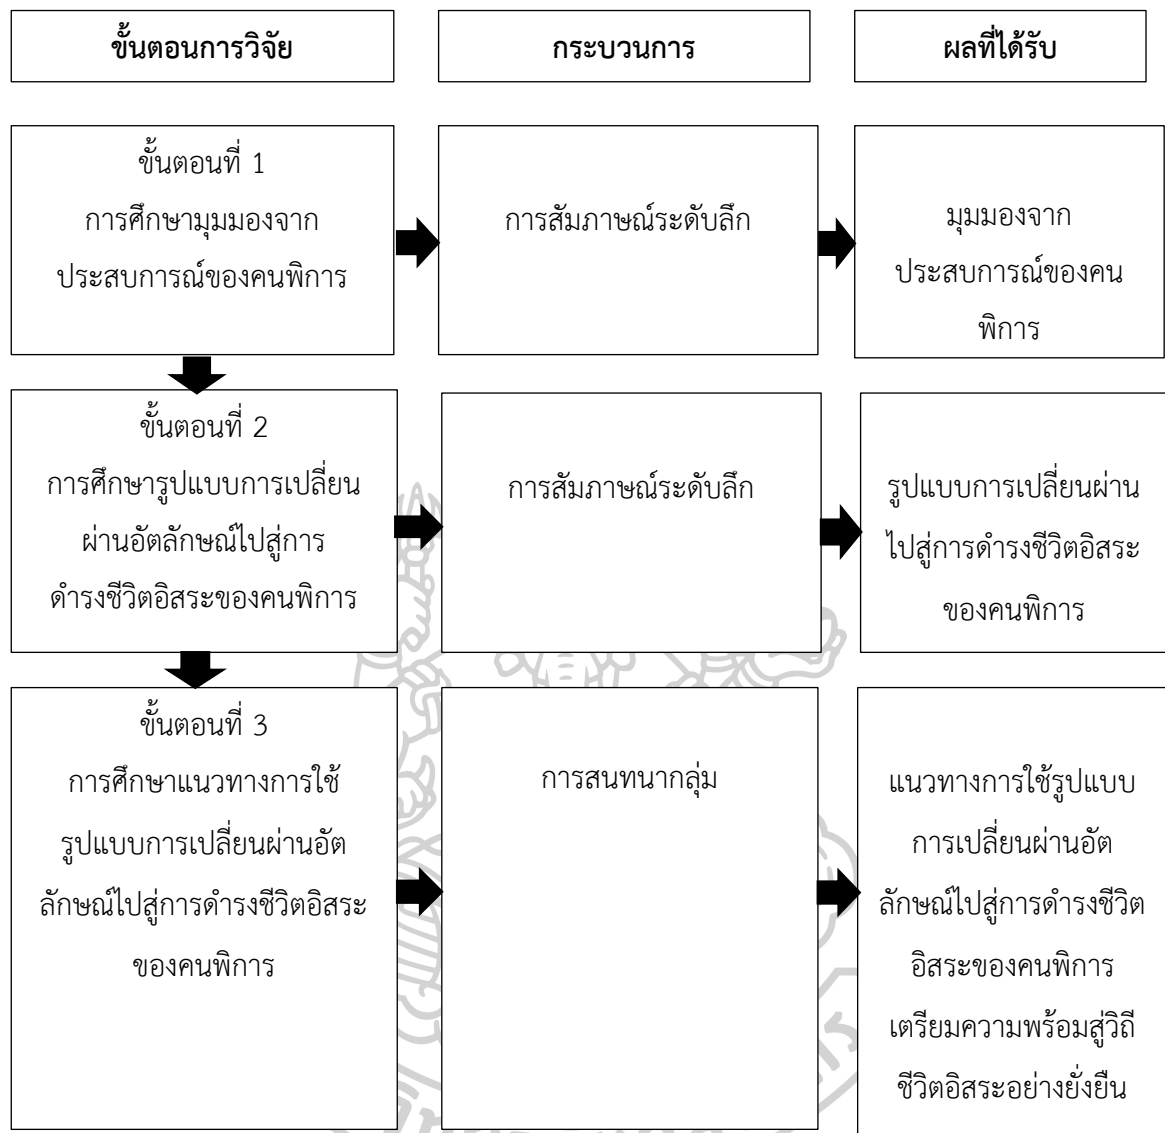 ขั้นตอนการวิจัย
กระบวนการ
ผลที่ได้รับ
ขั้นตอนที่ 1
การศึกษามุมมองจาก
ประสบการณ์ของคนพิการ
การสัมภาษณ์ระดับลึก
มุมมองจาก
ประสบการณ์ของคน
พิการ
ขั้นตอนที่ 2
การศึกษารูปแบบการเปลี่ยน
ผ่านอัตลักษณ์ไปสู่การ
ดำรงชีวิตอิสระของคนพิการ
การสัมภาษณ์ระดับลึก
รูปแบบการเปลี่ยนผ่าน
ไปสู่การดำรงชีวิตอิสระ
ของคนพิการ
ขั้นตอนที่ 3
การศึกษาแนวทางการใช้
รูปแบบการเปลี่ยนผ่านอัต
ลักษณ์ไปสู่การดำรงชีวิตอิสระ
ของคนพิการ
การสนทนากลุ่ม
แนวทางการใช้รูปแบบ
การเปลี่ยนผ่านอัต
ลักษณ์ไปสู่การดำรงชีวิต
อิสระของคนพิการ
เตรียมความพร้อมสู่วิถี
ชีวิตอิสระอย่างยั่งยืน